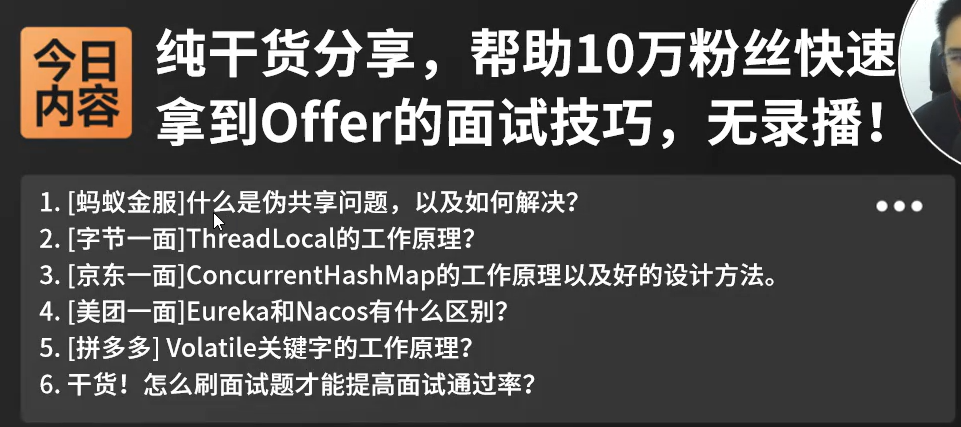 今日
内容
纯干货分享，帮助10万粉丝快速
拿到Offer的面试技巧，无录播！
1. [蚂蚁金服]什么是伪共享问题，以及如何解决？
2. [字节一面]ThreadLocal的工作原理？
3. [京东一面]ConcurrentHashMap的工作原理以及好的设计方法。
4. [美团一面]Eureka和Nacos有什么区别？
5. [拼多多] Volatile关键字的工作原理？
6. 干货！怎么刷面试题才能提高面试通过率？